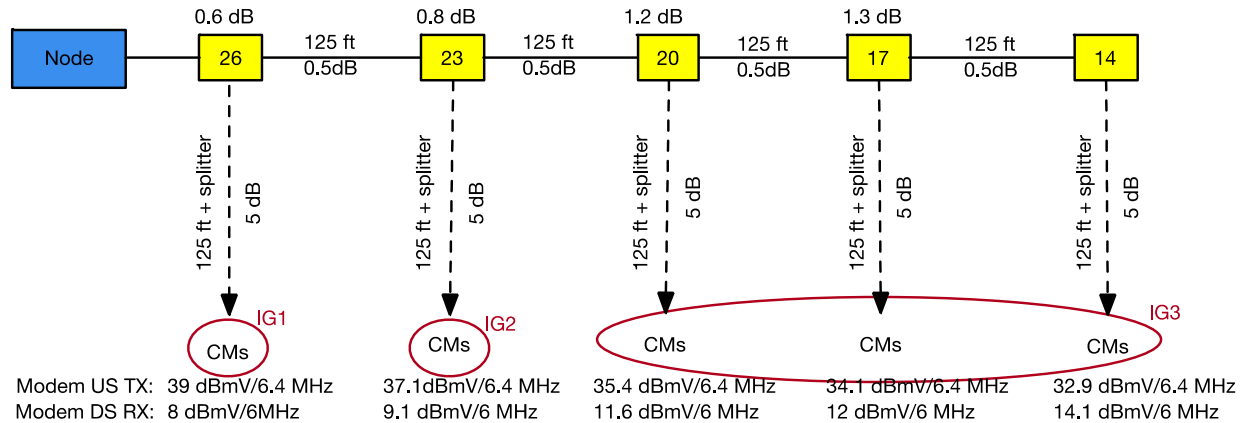 0.6 dB
0.8 dB
1.2 dB
1.3 dB
Node
26
125 ft
0.5dB
23
125 ft
0.5dB
20
125 ft
0.5dB
17
125 ft
0.5dB
14
125 ft + splitter
5 dB
125 ft + splitter
5 dB
125 ft + splitter
5 dB
125 ft + splitter
5 dB
125 ft + splitter
5 dB
IG1
IG2
IG3
CMs
CMs
CMs
CMs
CMs
Modem US TX: 39 dBmV/6.4 MHz 37.1dBmV/6.4 MHz 35.4 dBmV/6.4 MHz 34.1 dBmV/6.4 MHz 32.9 dBmV/6.4 MHz
Modem DS RX: 8 dBmV/6MHz 9.1 dBmV/6 MHz 11.6 dBmV/6 MHz 12 dBmV/6 MHz 14.1 dBmV/6 MHz